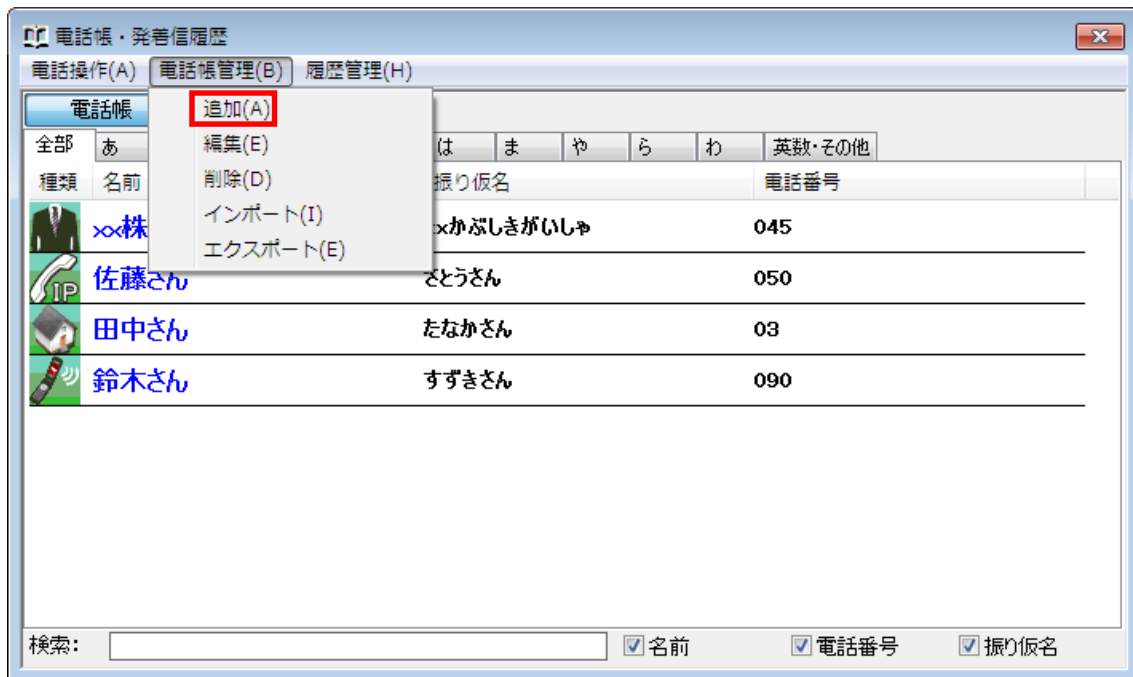 電話帳・発着信履歴
電話操作(A) 電話帳管理(B) 履歴管理(H)
電話帳
追加(A)
編集(E)
削除(D)
インポート(I)
エクスポート(E)
全部 あ は ま や ら わ 英数・その他
種類 名前 振り仮名 電話番号
xx株 xかぶしきがいしゃ 045
IP 佐藤さん さとうさん 050
田中さん たなかさん 03
鈴木さん すずきさん 090
検索: 名前 電話番号 振り仮名